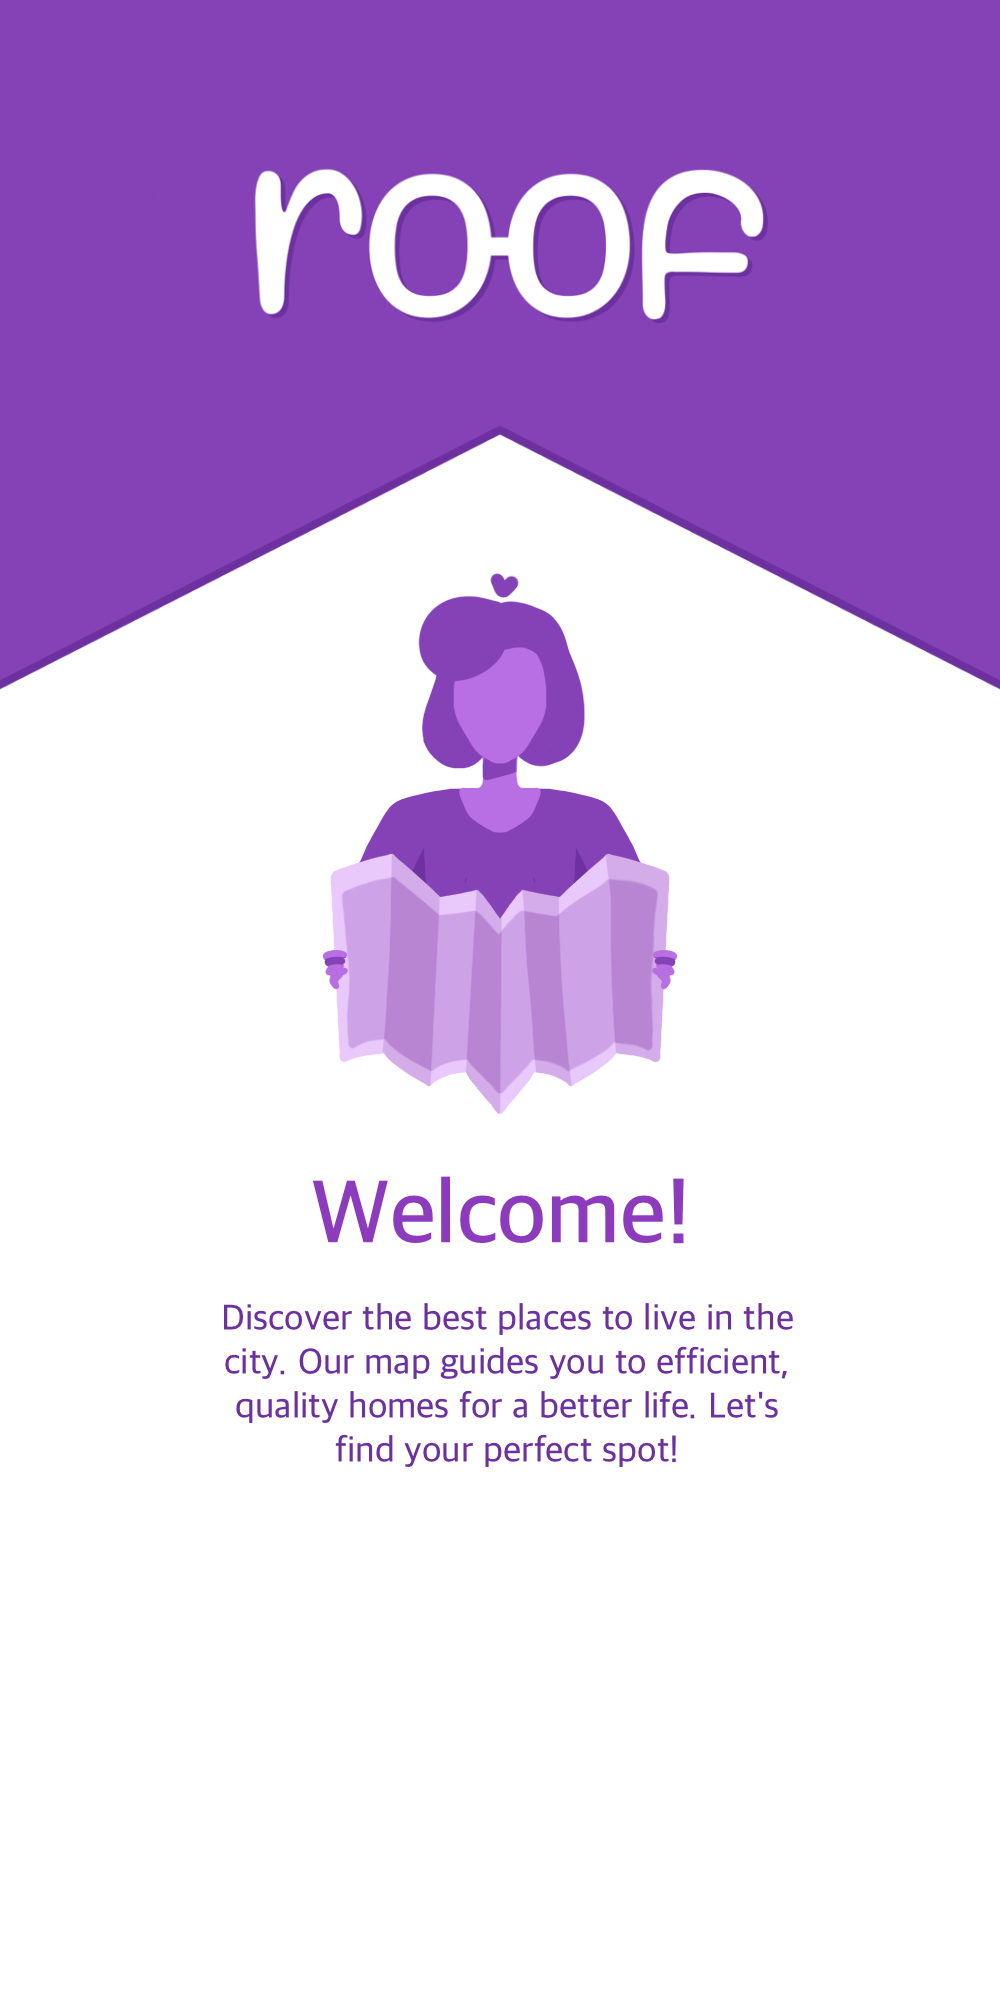 roof
Welcome!
Discover the best places to live in the
city. Our map guides you to efficient,
quality homes for a better life. Let's
find your perfect spot!